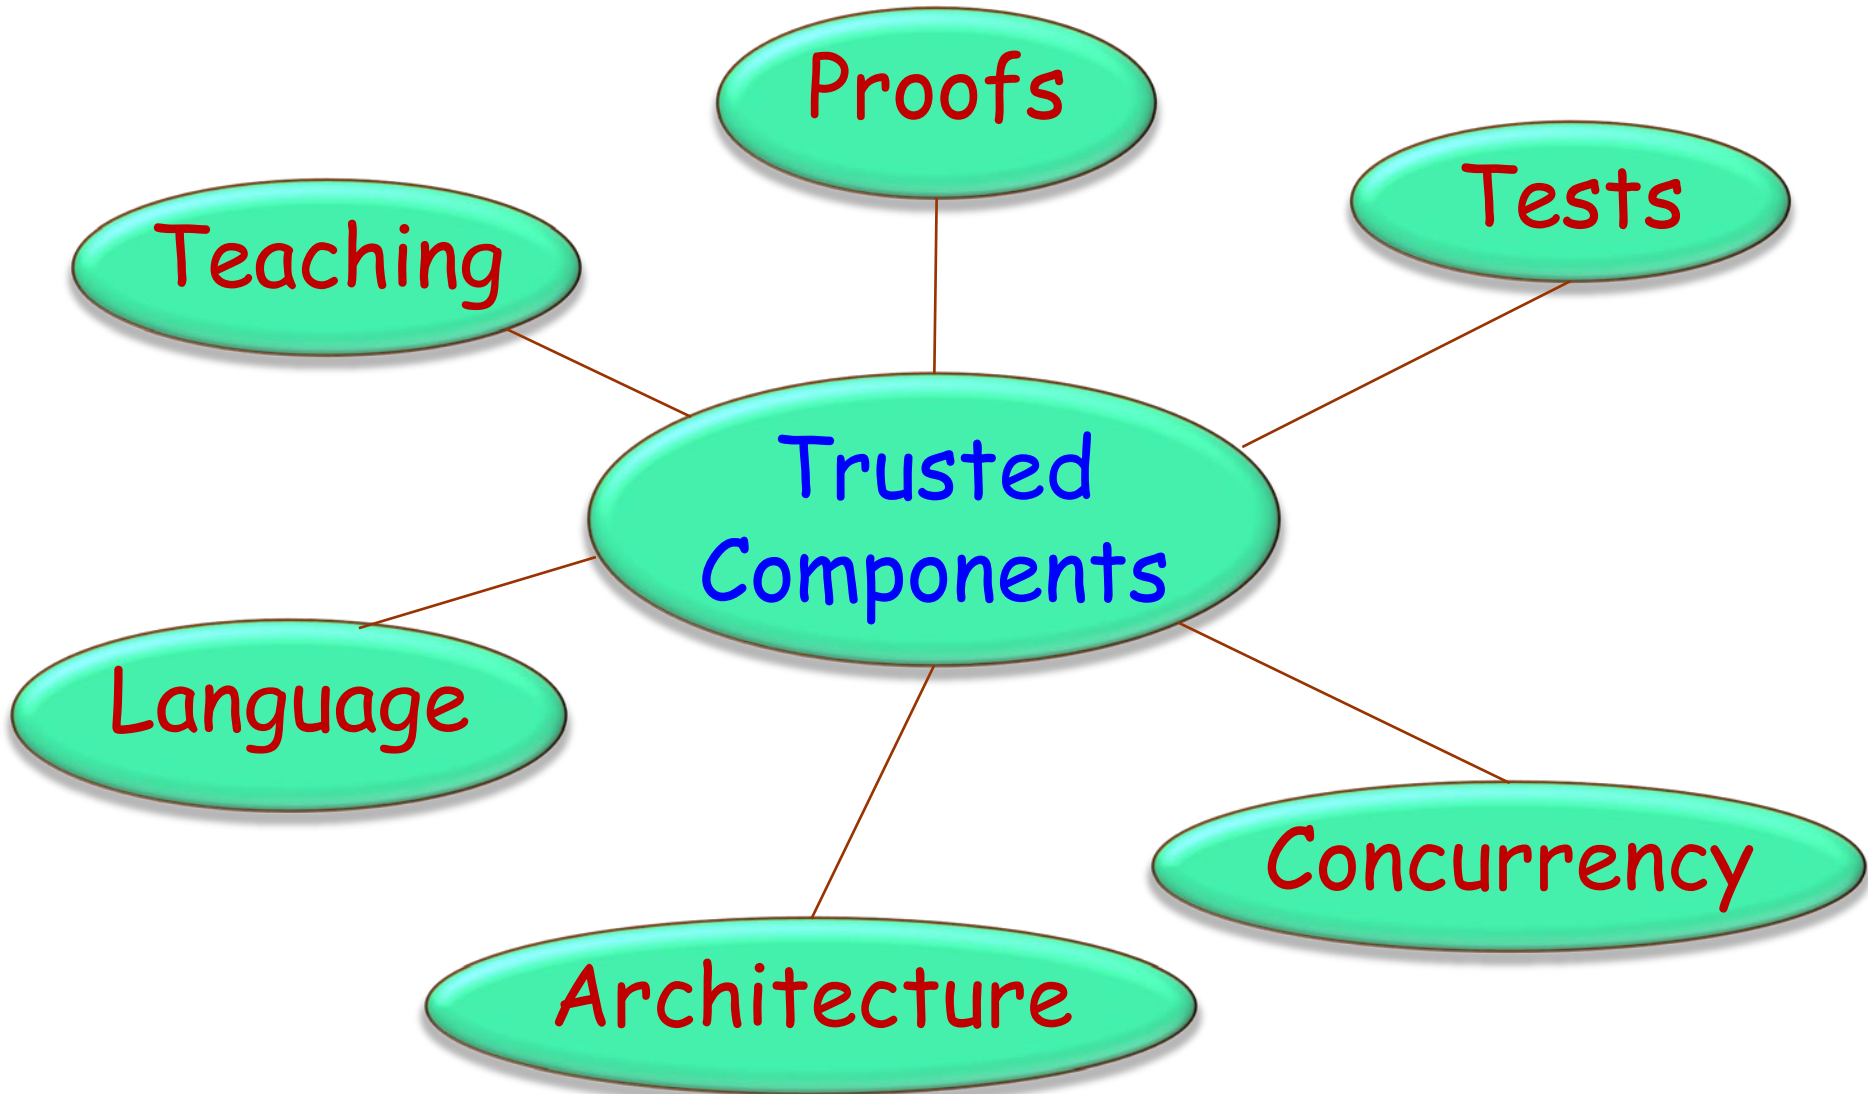 Proofs
Tests
Teaching
Trusted
Components
Language
Concurrency
Architecture